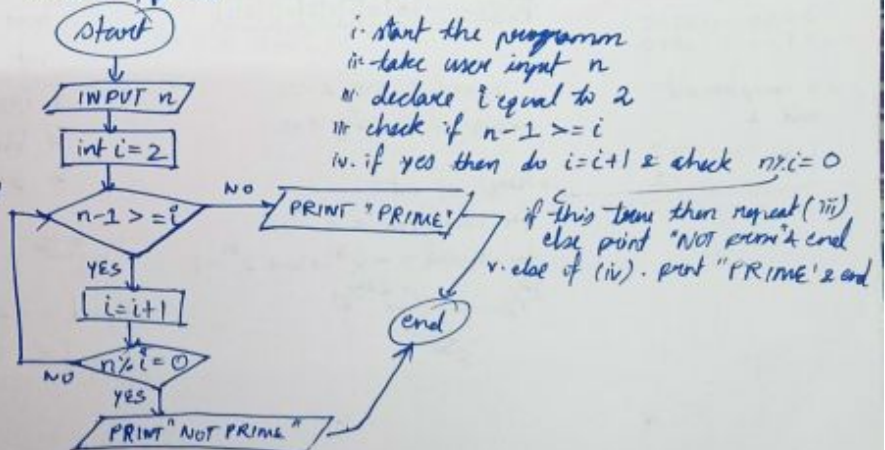 start
INPUT n
int i=2
n-1>=i
NO
PRINT "PRIME"
YES
i=i+1
n%i=0
NO
YES
PRINT "NOT PRIME"
end
i. start the programm
ii- take user input n
iii declare i equal to 2
iii check if n-1 >= i
iv. if yes then do i=i+1 & check n%i=0
if this true then repeat (iii)
else print "NOT prime" & end
v. else of (iv). print "PRIME' & end